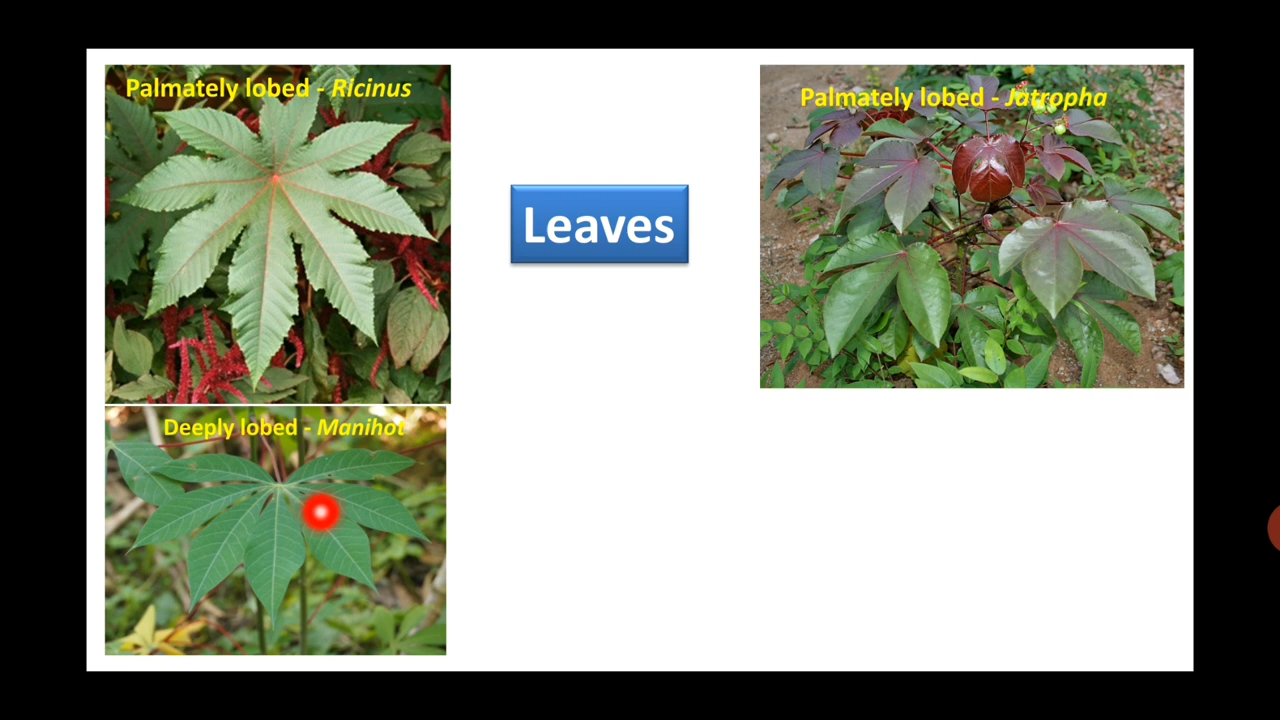 Palmately lobed - Ricinus
Leaves
Palmately lobed - Jatropha
Deeply lobed - Manihot